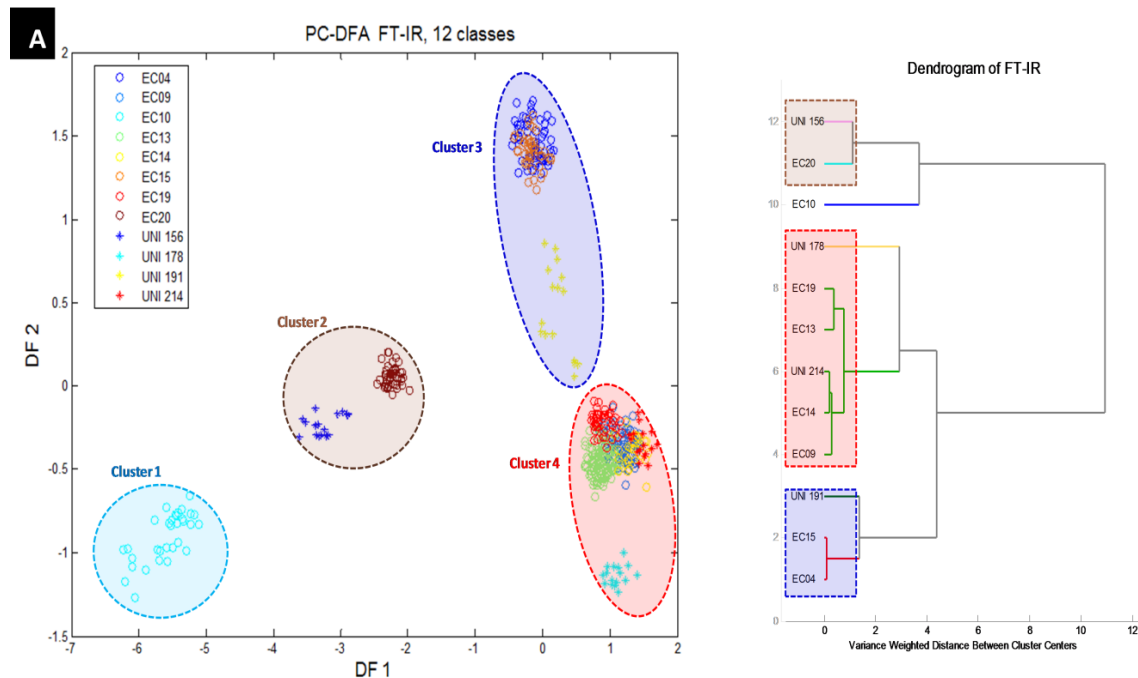 A
PC-DFA FT-IR, 12 classes
2
1.5
1
0.5
0
-0.5
-1
-1.5
DF 2
EC04
EC09
EC10
EC13
EC14
EC15
EC19
EC20
UNI 156
UNI 178
UNI 191
UNI 214
Cluster 3
Cluster 2
Cluster 4
Cluster 1
-7 -6 -5 -4 -3 -2 -1 0 1 2
DF 1
Dendrogram of FT-IR
12
10
8
6
4
2
0
UNI 156
EC20
EC10
UNI 178
EC19
EC13
UNI 214
EC14
EC09
UNI 191
EC15
EC04
0 2 4 6 8 10 12
Variance Weighted Distance Between Cluster Centers